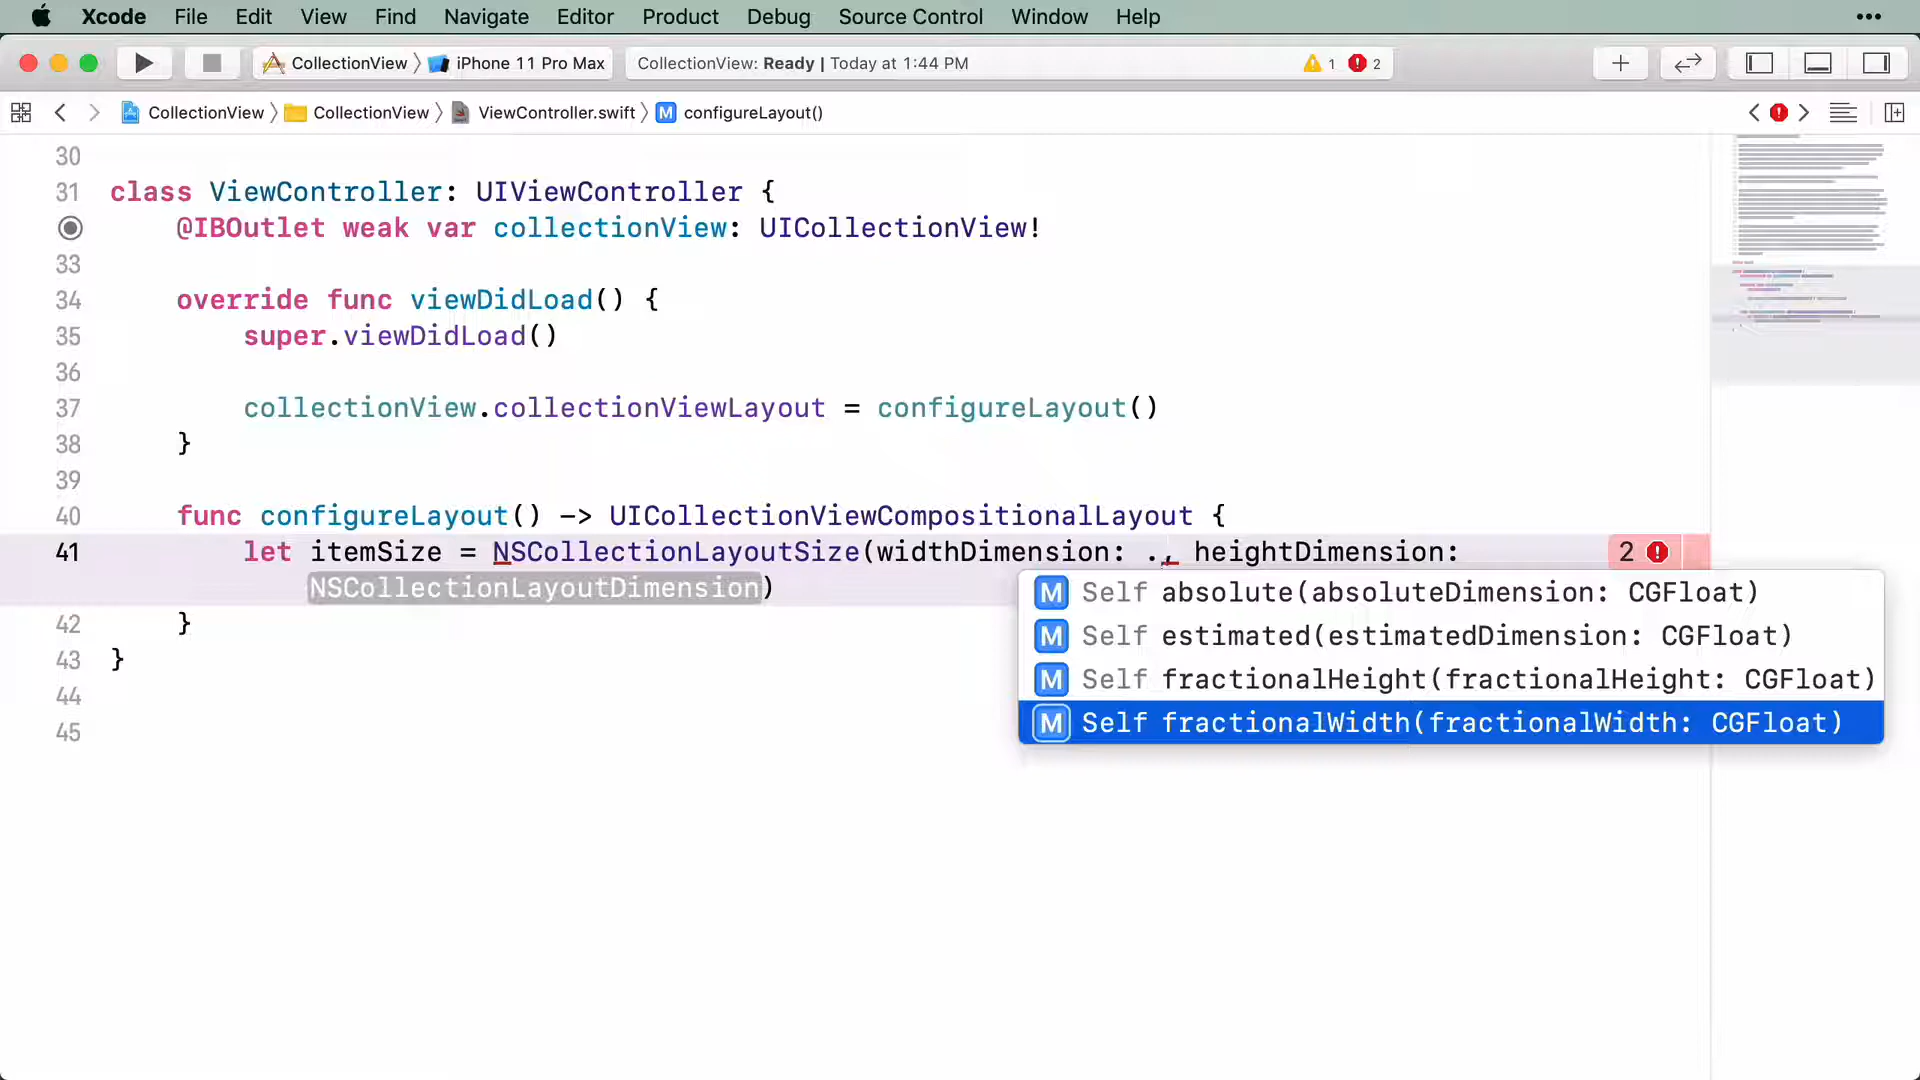 Xcode File Edit View Find Navigate Editor Product Debug Source Control Window Help
CollectionView iPhone 11 Pro Max CollectionView: Ready | Today at 1:44 PM 1 2
CollectionView CollectionView ViewController.swift M configureLayout()
30
31 class ViewController: UIViewController {
@IBOutlet weak var collectionView: UICollectionView!
33
34 override func viewDidLoad() {
35 super.viewDidLoad()
36
37 collectionView.collectionViewLayout = configureLayout()
38 }
39
40 func configureLayout() -> UICollectionViewCompositionalLayout {
41 let itemSize = NSCollectionLayoutSize(widthDimension: ., heightDimension: 2
NSCollectionLayoutDimension)
M Self absolute(absoluteDimension: CGFloat)
42 }
M Self estimated(estimatedDimension: CGFloat)
43 }
M Self fractionalHeight(fractionalHeight: CGFloat)
44
M Self fractionalWidth(fractionalWidth: CGFloat)
45